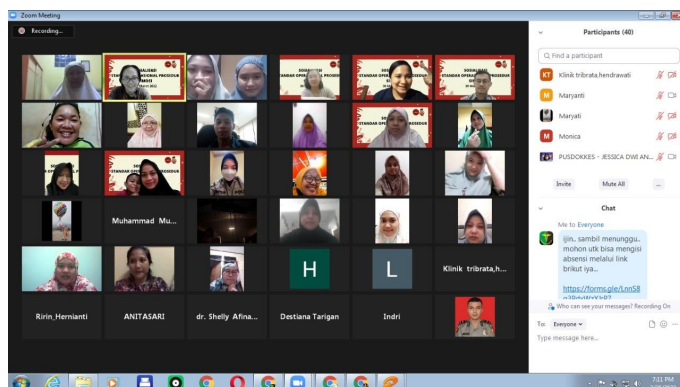 Zoom Meeting
Recording...
SOSIALISASI
STANDAR OPERASIONAL PROSEDUR
Muhammad Mu...
H
L
Klinik tribrata,h...
Ririn_Hernianti
ANITASARI
dr. Shelly Afina...
Destiana Tarigan
Indri
Participants (40)
Find a participant
KT Klinik tribrata,hendrawati
M Maryanti
Maryati
M Monica
PUSDOKKES - JESSICA DWI AN...
Invite Mute All ...
Chat
Me to Everyone
ijin.. sambil menunggu..
mohon utk bisa mengisi
absensi melalui link
brikut iya...
Who can see your messages? Recording On
To: Everyone
Type message here...
7:11 PM